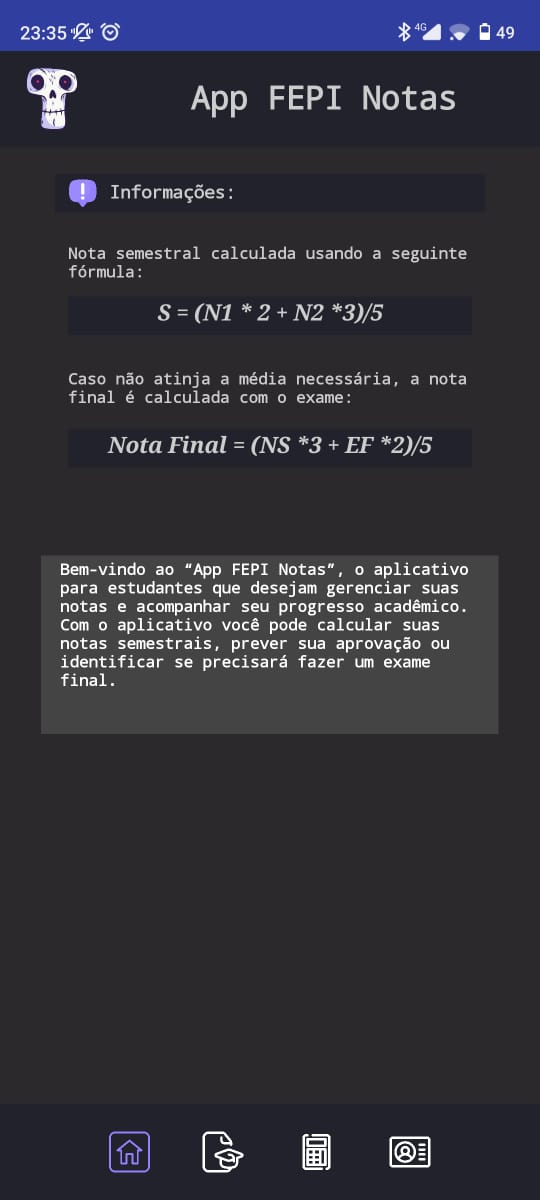 23:35
4G
49
App FEPI Notas
Informações:
Nota semestral calculada usando a seguinte
fórmula:
S = (N1 * 2 + N2 *3)/5
Caso não atinja a média necessária, a nota
final é calculada com o exame:
Nota Final = (NS *3 + EF *2)/5
Bem-vindo ao “App FEPI Notas”, o aplicativo
para estudantes que desejam gerenciar suas
notas e acompanhar seu progresso acadêmico.
Com o aplicativo você pode calcular suas
notas semestrais, prever sua aprovação ou
identificar se precisará fazer um exame
final.